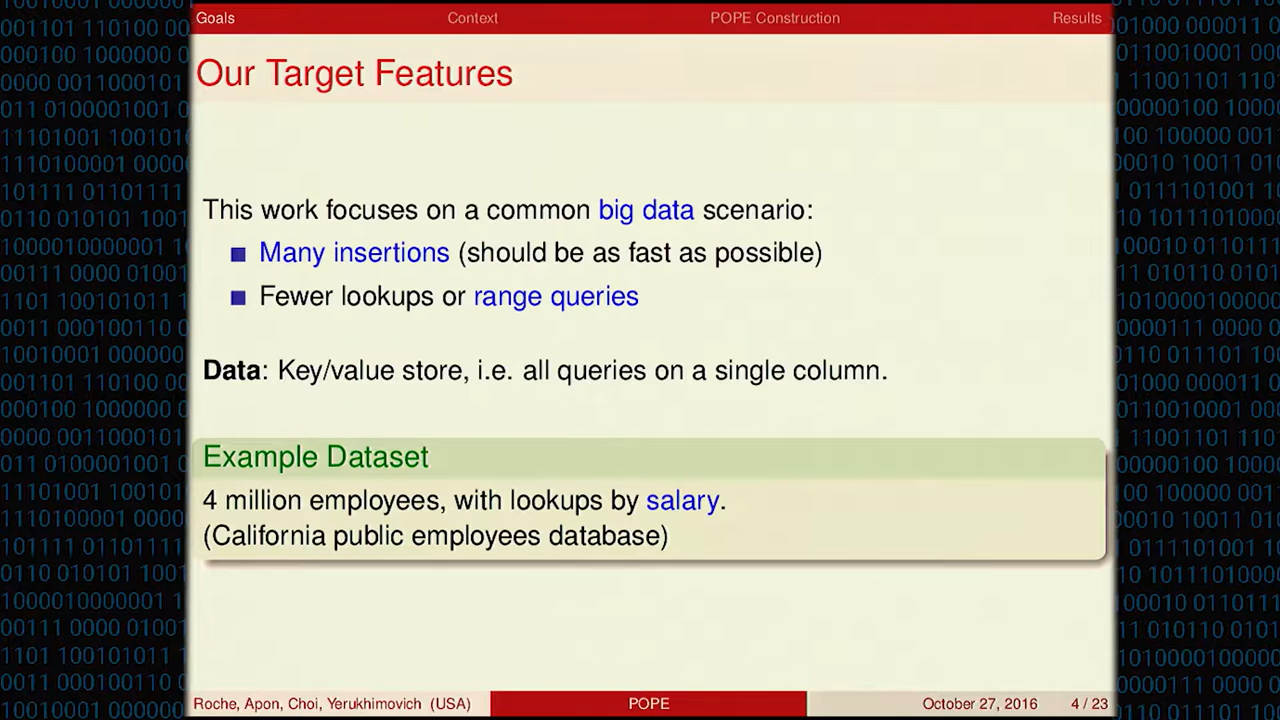 Goals Context POPE Construction Results
Our Target Features
This work focuses on a common big data scenario:
Many insertions (should be as fast as possible)
Fewer lookups or range queries
Data: Key/value store, i.e. all queries on a single column.
Example Dataset
4 million employees, with lookups by salary.
(California public employees database)
Roche, Apon, Choi, Yerukhimovich (USA) POPE October 27, 2016 4 / 23